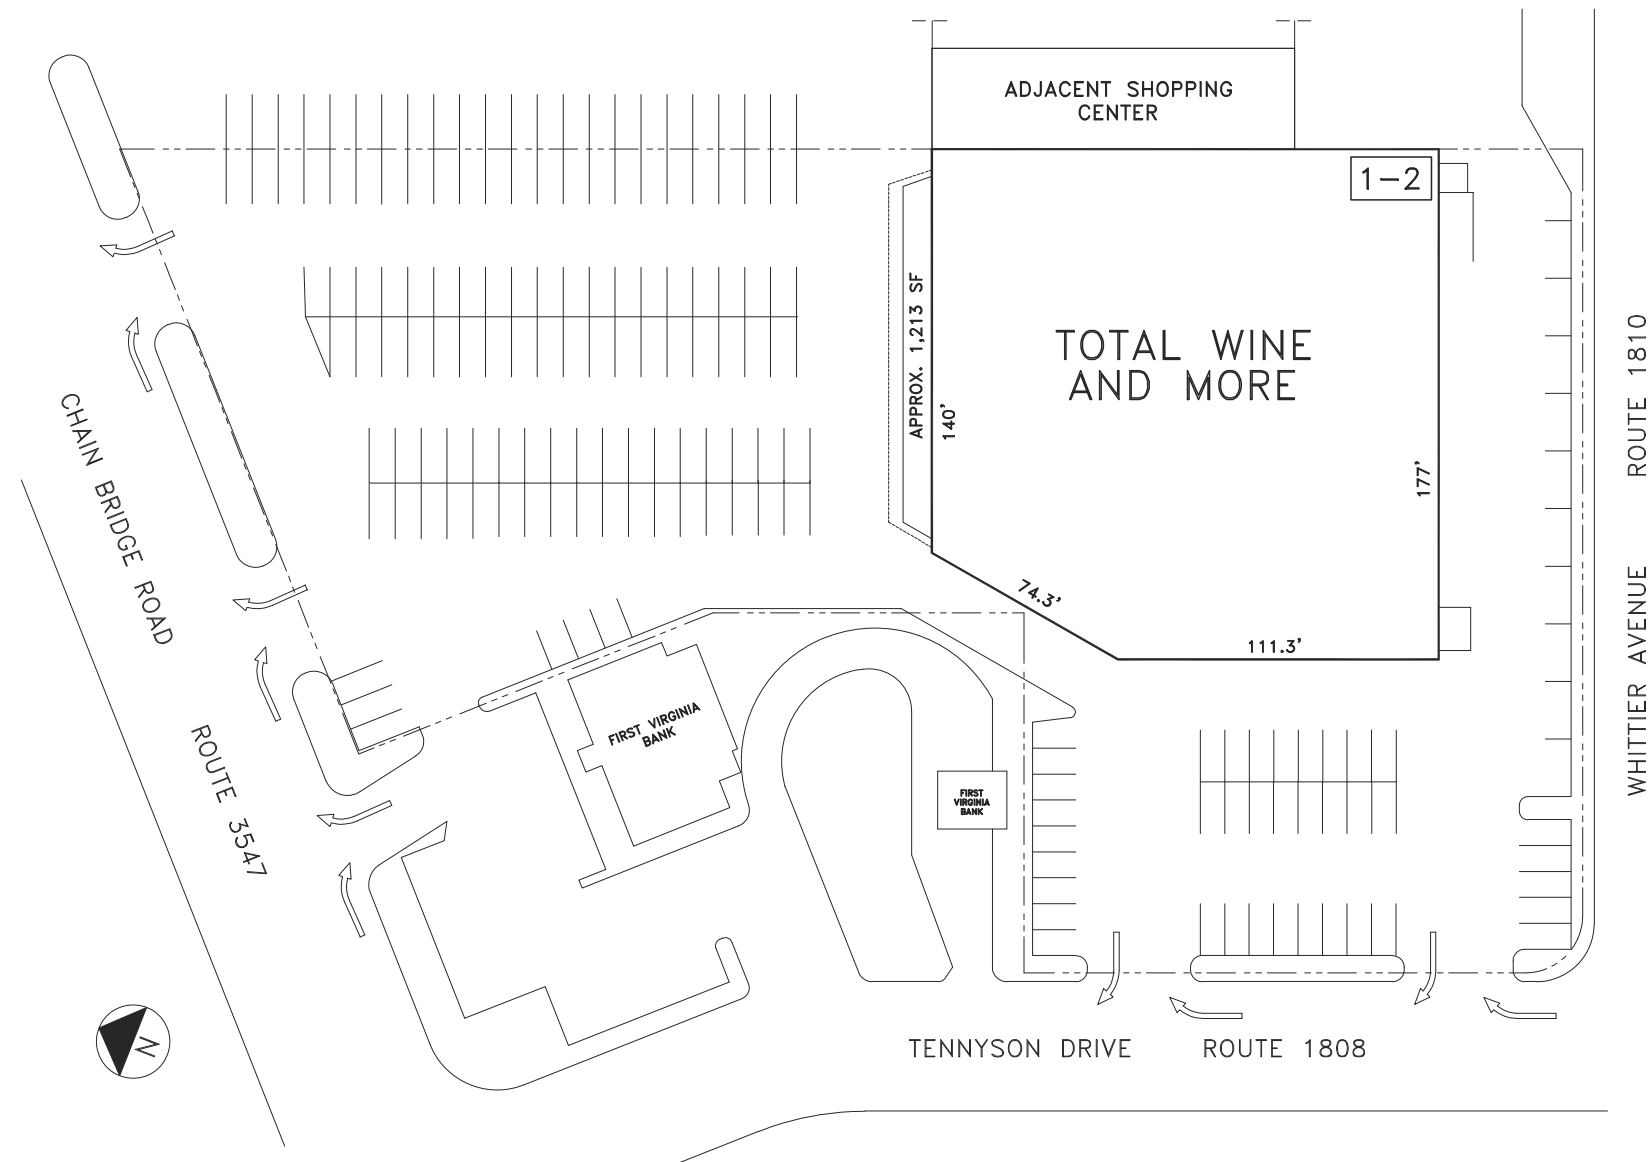 ADJACENT SHOPPING
CENTER
1-2
APPROX. 1,213 SF
140'
TOTAL WINE
AND MORE
177'
74.3'
111.3'
CHAIN BRIDGE ROAD
ROUTE 3547
FIRST VIRGINIA
BANK
FIRST
VIRGINIA
BANK
WHITTIER AVENUE ROUTE 1810
TENNYSON DRIVE ROUTE 1808
N